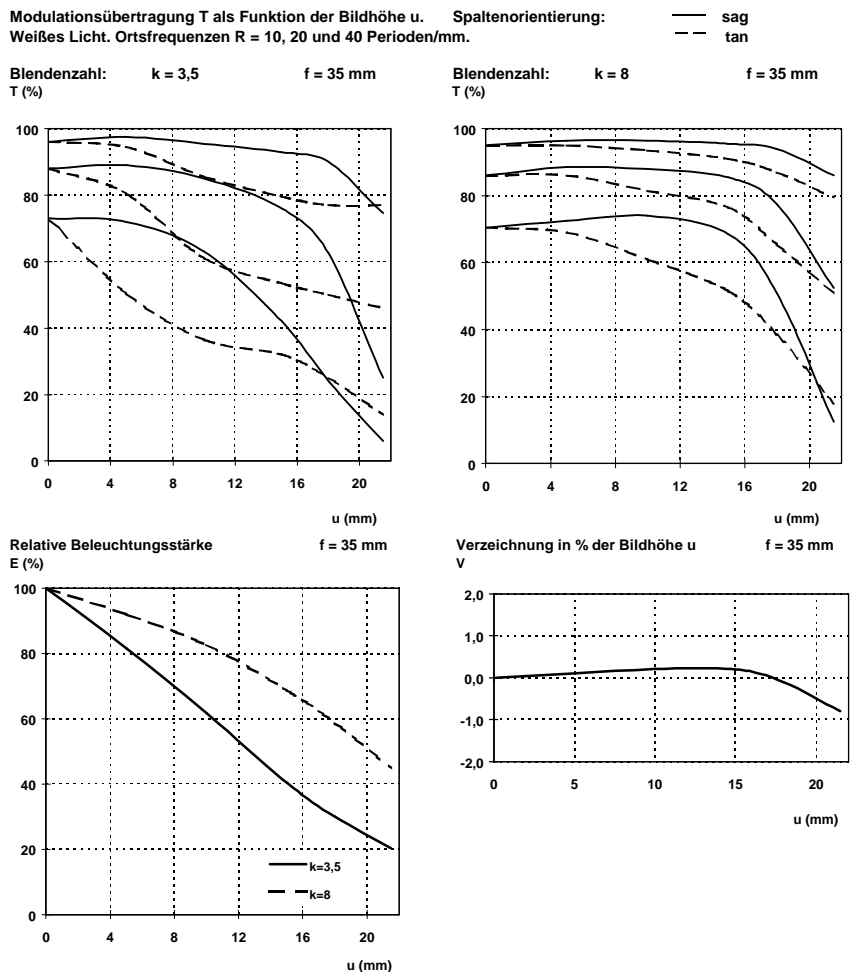 Modulationsübertragung T als Funktion der Bildhöhe u. Spaltenorientierung: sag
Weißes Licht. Ortsfrequenzen R = 10, 20 und 40 Perioden/mm. tan
Blendenzahl: k = 3,5 f = 35 mm
T (%)
100
80
60
40
20
0
0 4 8 12 16 20
u (mm)
Blendenzahl: k = 8 f = 35 mm
T (%)
100
80
60
40
20
0
0 4 8 12 16 20
u (mm)
Relative Beleuchtungsstärke f = 35 mm
E (%)
100
80
60
40
20
0
k=3,5
k=8
0 4 8 12 16 20
u (mm)
Verzeichnung in % der Bildhöhe u f = 35 mm
V
2,0
1,0
0,0
-1,0
-2,0
0 5 10 15 20
u (mm)